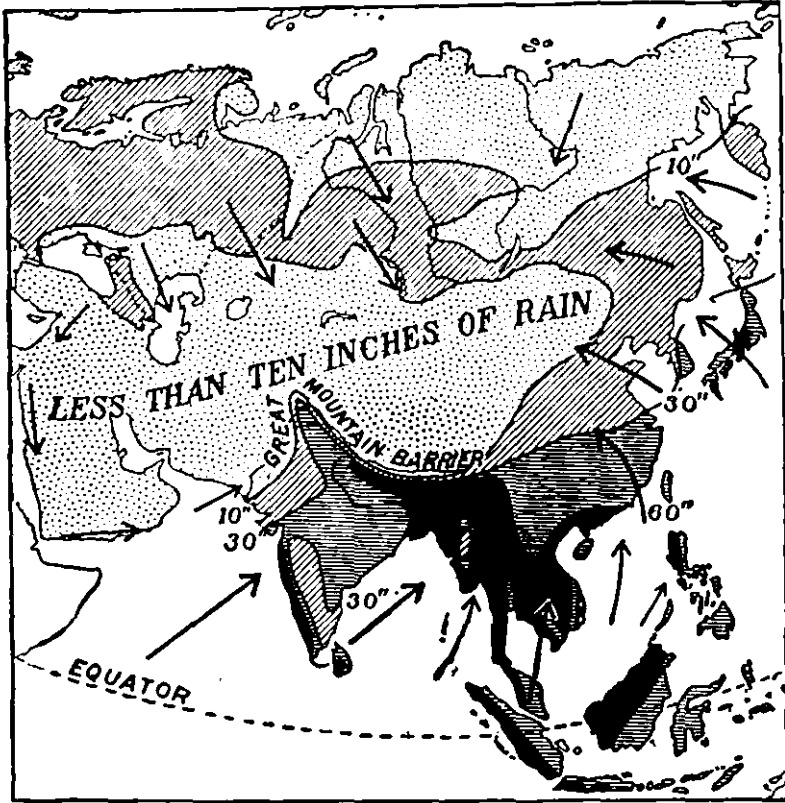 10"
LESS THAN TEN INCHES OF RAIN
GREAT MOUNTAIN BARRIER
30"
10"
30"
60"
30"
EQUATOR